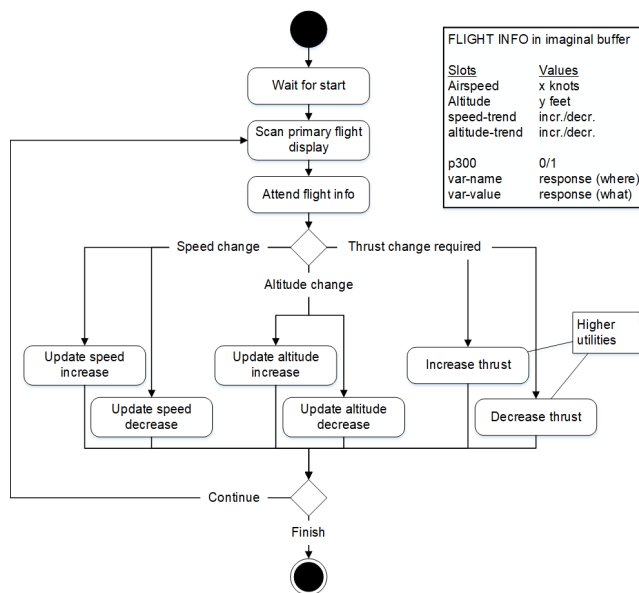 FLIGHT INFO in imaginal buffer
Slots Values
Airspeed x knots
Altitude y feet
speed-trend incr./decr.
altitude-trend incr./decr.
p300 0/1
var-name response (where)
var-value response (what)
Wait for start
Scan primary flight
display
Attend flight info
Speed change
Thrust change required
Altitude change
Higher
utilities
Update speed
increase
Update altitude
increase
Increase thrust
Update speed
decrease
Update altitude
decrease
Decrease thrust
Continue
Finish